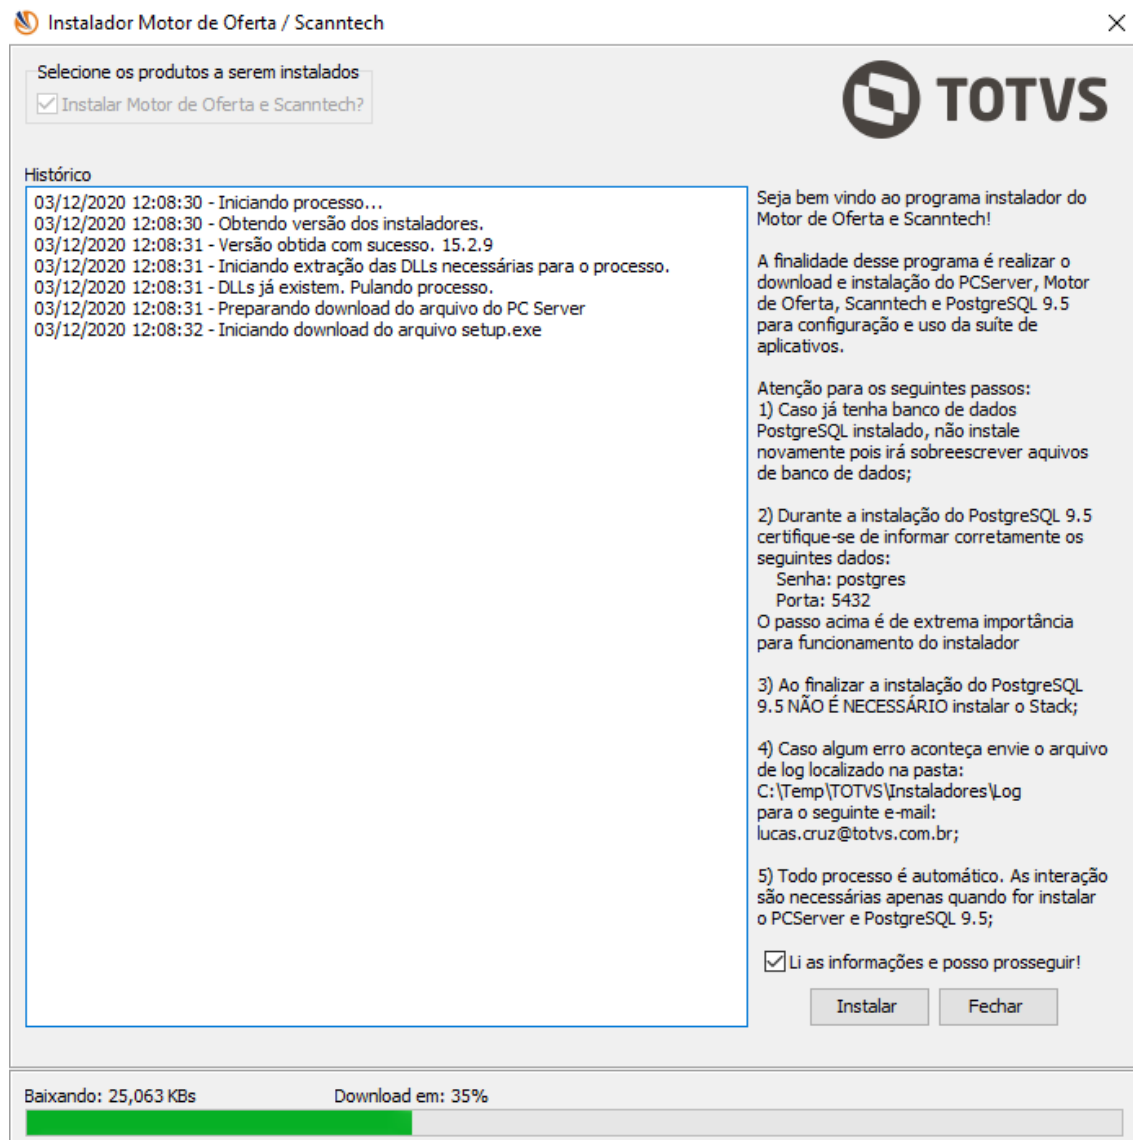 Instalador Motor de Oferta / Scanntech
Selecione os produtos a serem instalados
Instalar Motor de Oferta e Scanntech?
TOTVS
Histórico
03/12/2020 12:08:30 - Iniciando processo...
03/12/2020 12:08:30 - Obtendo versão dos instaladores.
03/12/2020 12:08:31 - Versão obtida com sucesso. 15.2.9
03/12/2020 12:08:31 - Iniciando extração das DLLs necessárias para o processo.
03/12/2020 12:08:31 - DLLs já existem. Pulando processo.
03/12/2020 12:08:31 - Preparando download do arquivo do PC Server
03/12/2020 12:08:32 - Iniciando download do arquivo setup.exe
Seja bem vindo ao programa instalador do
Motor de Oferta e Scanntech!
A finalidade desse programa é realizar o
download e instalação do PCServer, Motor
de Oferta, Scanntech e PostgreSQL 9.5
para configuração e uso da suíte de
aplicativos.
Atenção para os seguintes passos:
1) Caso já tenha banco de dados
PostgreSQL instalado, não instale
novamente pois irá sobreescrever aquivos
de banco de dados;
2) Durante a instalação do PostgreSQL 9.5
certifique-se de informar corretamente os
seguintes dados:
Senha: postgres
Porta: 5432
O passo acima é de extrema importância
para funcionamento do instalador
3) Ao finalizar a instalação do PostgreSQL
9.5 NÃO É NECESSÁRIO instalar o Stack;
4) Caso algum erro aconteça envie o arquivo
de log localizado na pasta:
C:\Temp\TOTVS\Instaladores\Log
para o seguinte e-mail:
lucas.cruz@totvs.com.br;
5) Todo processo é automático. As interação
são necessárias apenas quando for instalar
o PCServer e PostgreSQL 9.5;
Li as informações e posso prosseguir!
Instalar
Fechar
Baixando: 25,063 KBs
Download em: 35%